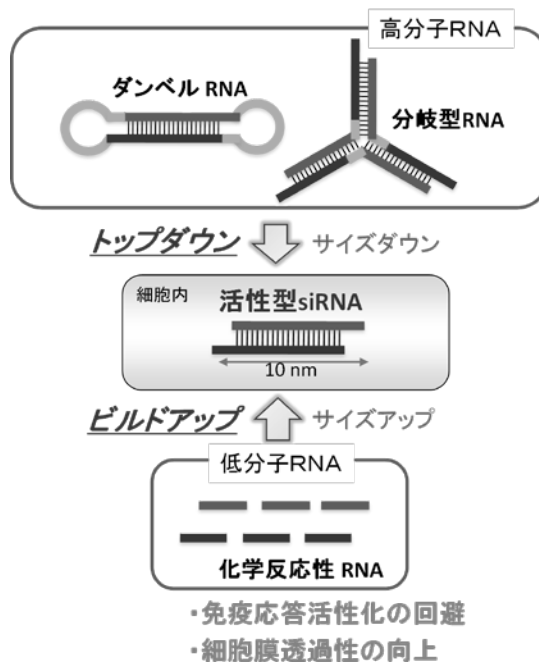 高分子RNA
ダンベル RNA
分岐型RNA
トップダウン
サイズダウン
細胞内
活性型siRNA
10 nm
ビルドアップ
サイズアップ
低分子RNA
化学反応性 RNA
・免疫応答活性化の回避
・細胞膜透過性の向上